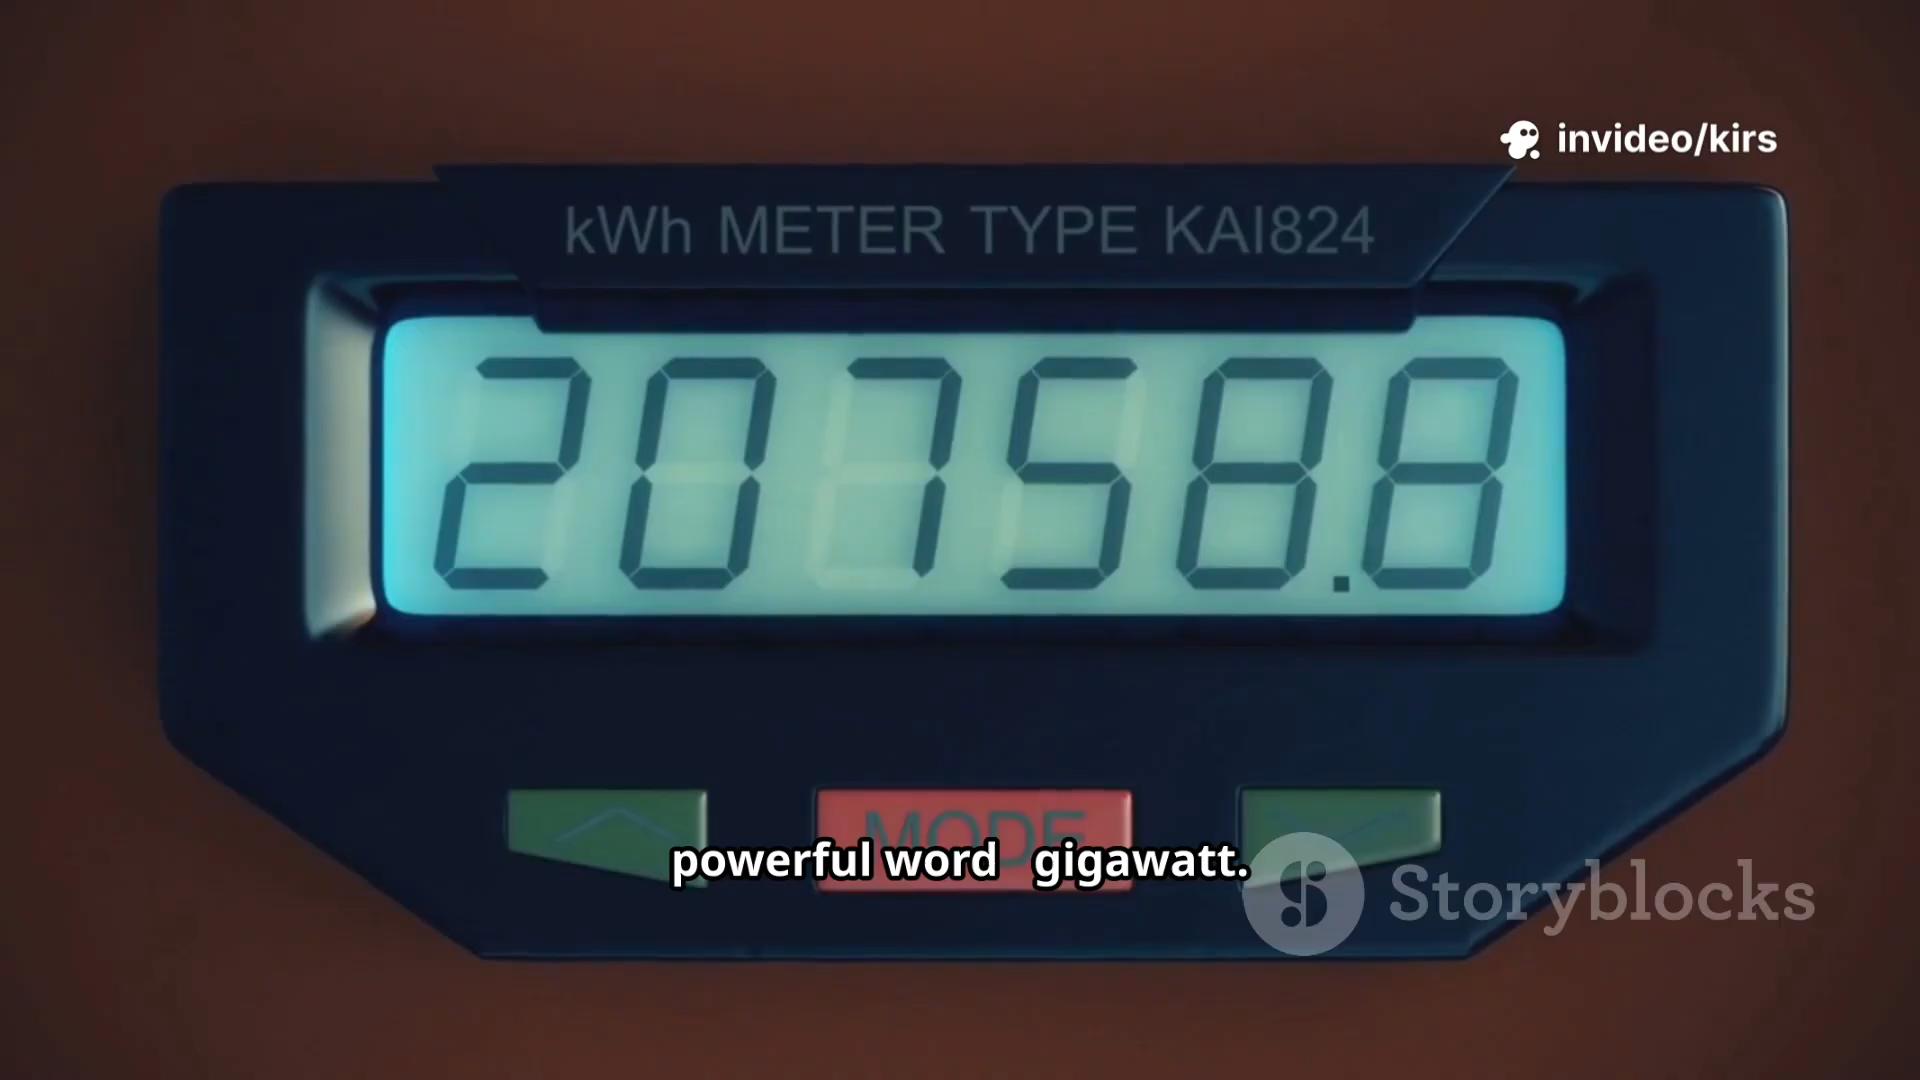 invideo/kirs
kWh METER TYPE KAI824
20758.8
MODE
powerful word gigawatt.
Storyblocks